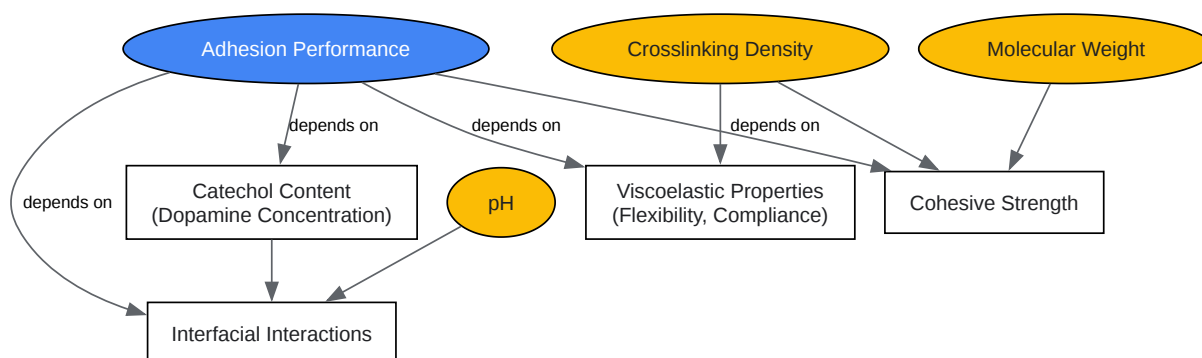 Adhesion Performance
Crosslinking Density
Molecular Weight
depends on
depends on
depends on
Catechol Content
(Dopamine Concentration)
pH
Viscoelastic Properties
(Flexibility, Compliance)
Cohesive Strength
depends on
Interfacial Interactions